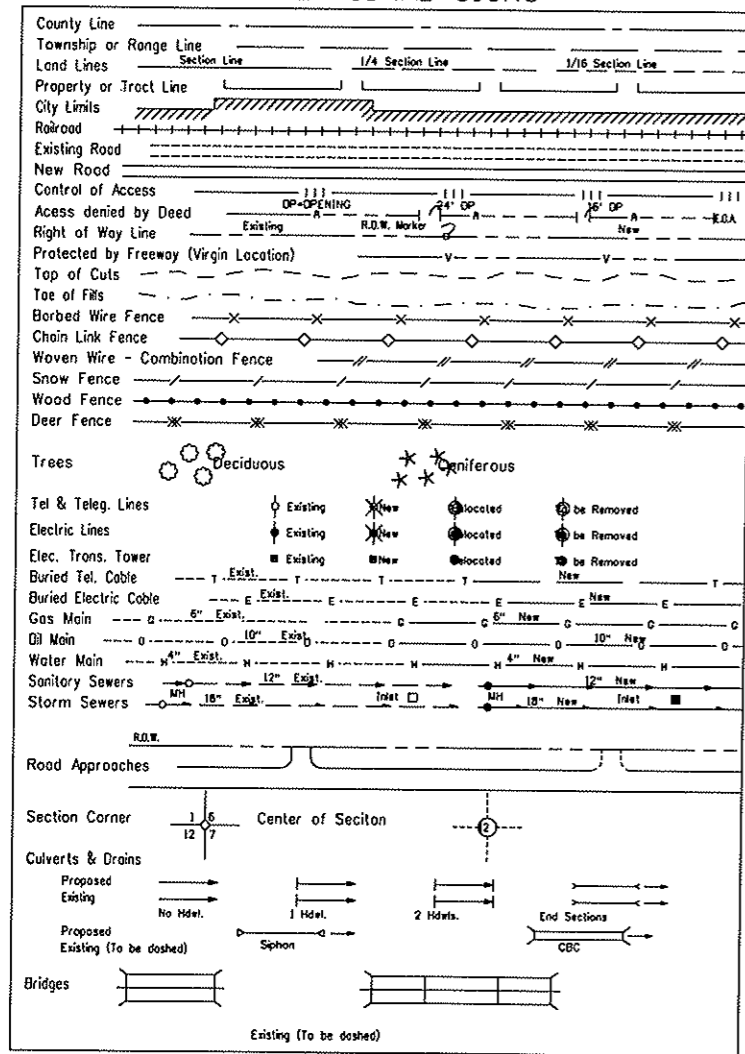 County Line
Township or Range Line
Land Lines Section Line 1/4 Section Line 1/16 Section Line
Property or Tract Line
City Limits
Railroad
Existing Road
New Road
Control of Access
OP=OPENING 24' OP 16' OP
Acess denied by Deed A A A E.O.A.
Right of Way Line Existing R.O.W. Marker New
Protected by Freeway (Virgin Location) V V
Top of Cuts
Toe of Fills
Barbed Wire Fence
Chain Link Fence
Woven Wire - Combination Fence
Snow Fence
Wood Fence
Deer Fence
Trees Deciduous Coniferous
Tel & Teleg. Lines Existing New Relocated To be Removed
Electric Lines Existing New Relocated To be Removed
Elec. Trans. Tower Existing New Relocated To be Removed
Buried Tel. Cable T Exist. T T T New T
Buried Electric Cable E Exist. E E E E New E
Gas Main G 6" Exist. G G 6" New G G G
Oil Main O O 10" Exist. O O O O O 10" New O O
Water Main H 4" Exist. H H H H 4" New H H
Sanitary Sewers 12" Exist. 12" New
Storm Sewers MH 18" Exist. Inlet MH 18" New Inlet
R.O.W.
Road Approaches
Section Corner 1 6 12 7 Center of Seciton 2
Culverts & Drains
Proposed
Existing
No Hdwl. 1 Hdwl. 2 Hdwls. End Sections
Proposed
Existing (To be dashed) Siphon CBC
Bridges
Existing (To be dashed)